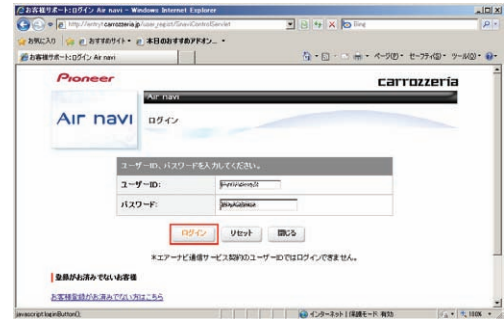 お客様サポート:ログイン Air navi - Windows Internet Explorer
Bing
お気に入り おすすめサイト 本日のおすすめアドオン...
お客様サポート:ログイン Air navi
ページ(P) セーフティ(S) ツール(O)
Pioneer
carrozzeria
Air navi
Air navi ログイン
ユーザーID、パスワードを入力してください。
ユーザーID:
パスワード:
ログイン リセット 閉じる
*エアーナビ通信サービス契約のユーザーIDではログインできません。
登録がお済みでないお客様
お客様登録がお済みでない方はこちら
javascript:loginButton();
インターネット | 保護モード: 有効
100%